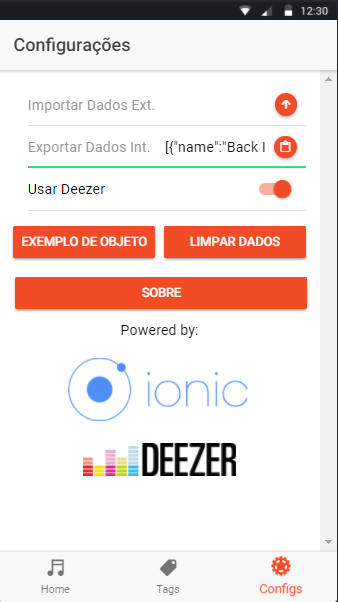 12:30
Configurações
Importar Dados Ext.
Exportar Dados Int. [{"name":"Back I
Usar Deezer
EXEMPLO DE OBJETO LIMPAR DADOS
SOBRE
Powered by:
ionic
DEEZER
Home Tags Configs